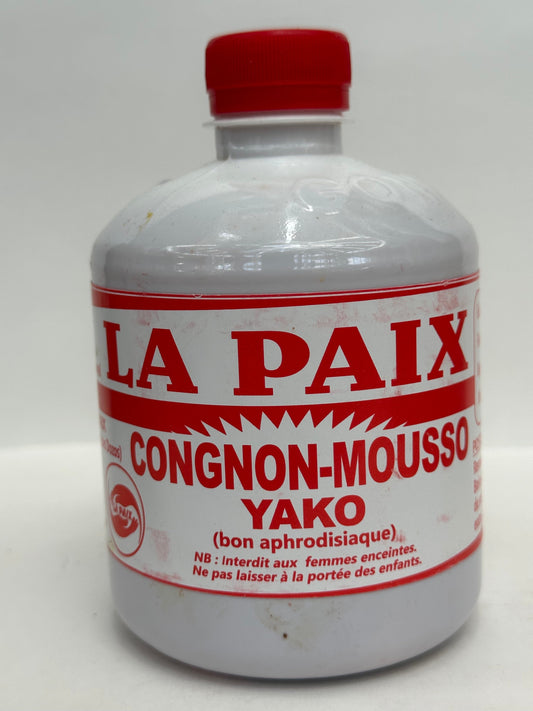 LA PAIX
CONGNON-MOUSSO
YAKO
(bon aphrodisiaque)
NB : Interdit aux femmes enceintes.
Ne pas laisser à la portée des enfants.